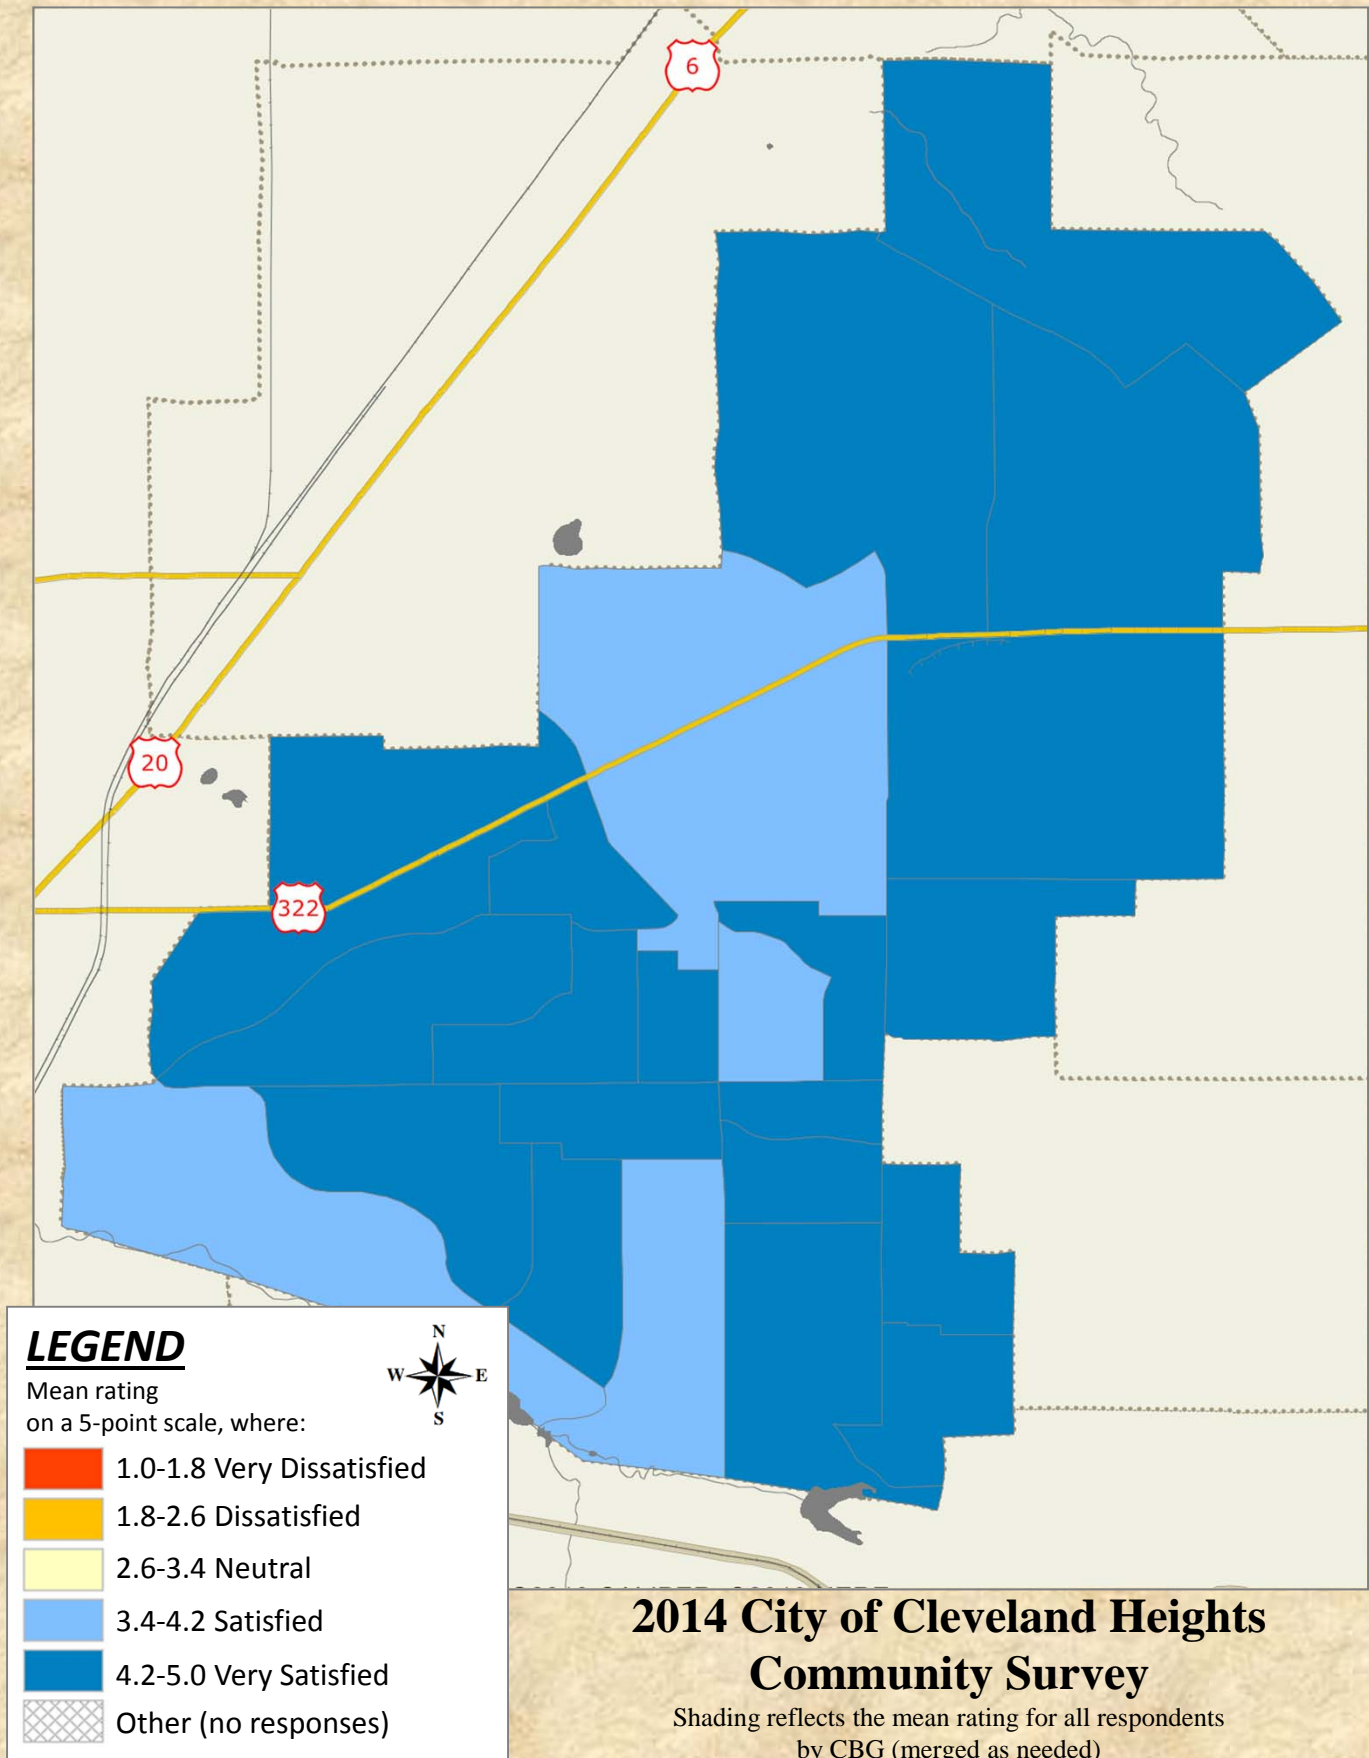 6
20
322
LEGEND
N
W E
S
Mean rating
on a 5-point scale, where:
1.0-1.8 Very Dissatisfied
1.8-2.6 Dissatisfied
2.6-3.4 Neutral
3.4-4.2 Satisfied
4.2-5.0 Very Satisfied
Other (no responses)
2014 City of Cleveland Heights
Community Survey
Shading reflects the mean rating for all respondents
by CBG (merged as needed)